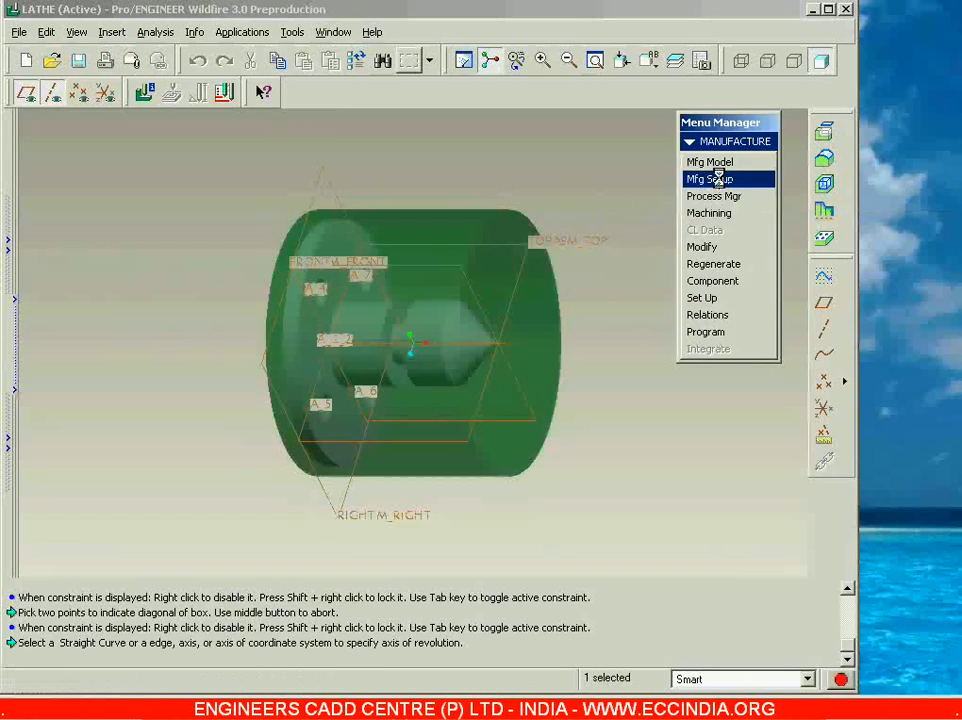 LATHE (Active) - Pro/ENGINEER Wildfire 3.0 Preproduction
File Edit View Insert Analysis Info Applications Tools Window Help
Menu Manager
MANUFACTURE
Mfg Model
Mfg Setup
Process Mgr
Machining
CL Data
Modify
Regenerate
Component
Set Up
Relations
Program
Integrate
A_7
A_6
A_5
When constraint is displayed: Right click to disable it. Press Shift + right click to lock it. Use Tab key to toggle active constraint.
Pick two points to indicate diagonal of box. Use middle button to abort.
When constraint is displayed: Right click to disable it. Press Shift + right click to lock it. Use Tab key to toggle active constraint.
Select a Straight Curve or a edge, axis, or axis of coordinate system to specify axis of revolution.
1 selected
Smart
ENGINEERS CADD CENTRE (P) LTD - INDIA - WWW.ECCINDIA.ORG